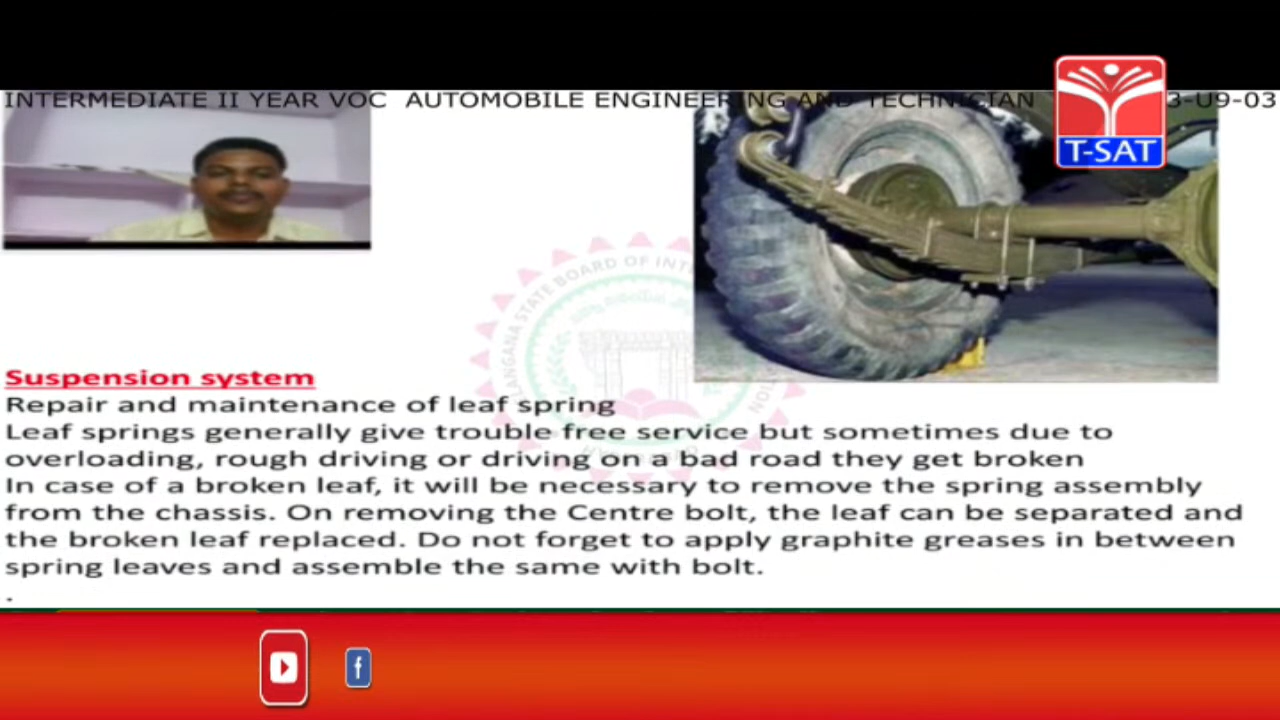 INTERMEDIATE II YEAR VOC AUTOMOBILE ENGINEERING AND TECHNICIAN 3-U9-03
T-SAT
Suspension system
Repair and maintenance of leaf spring
Leaf springs generally give trouble free service but sometimes due to
overloading, rough driving or driving on a bad road they get broken
In case of a broken leaf, it will be necessary to remove the spring assembly
from the chassis. On removing the Centre bolt, the leaf can be separated and
the broken leaf replaced. Do not forget to apply graphite greases in between
spring leaves and assemble the same with bolt.
.